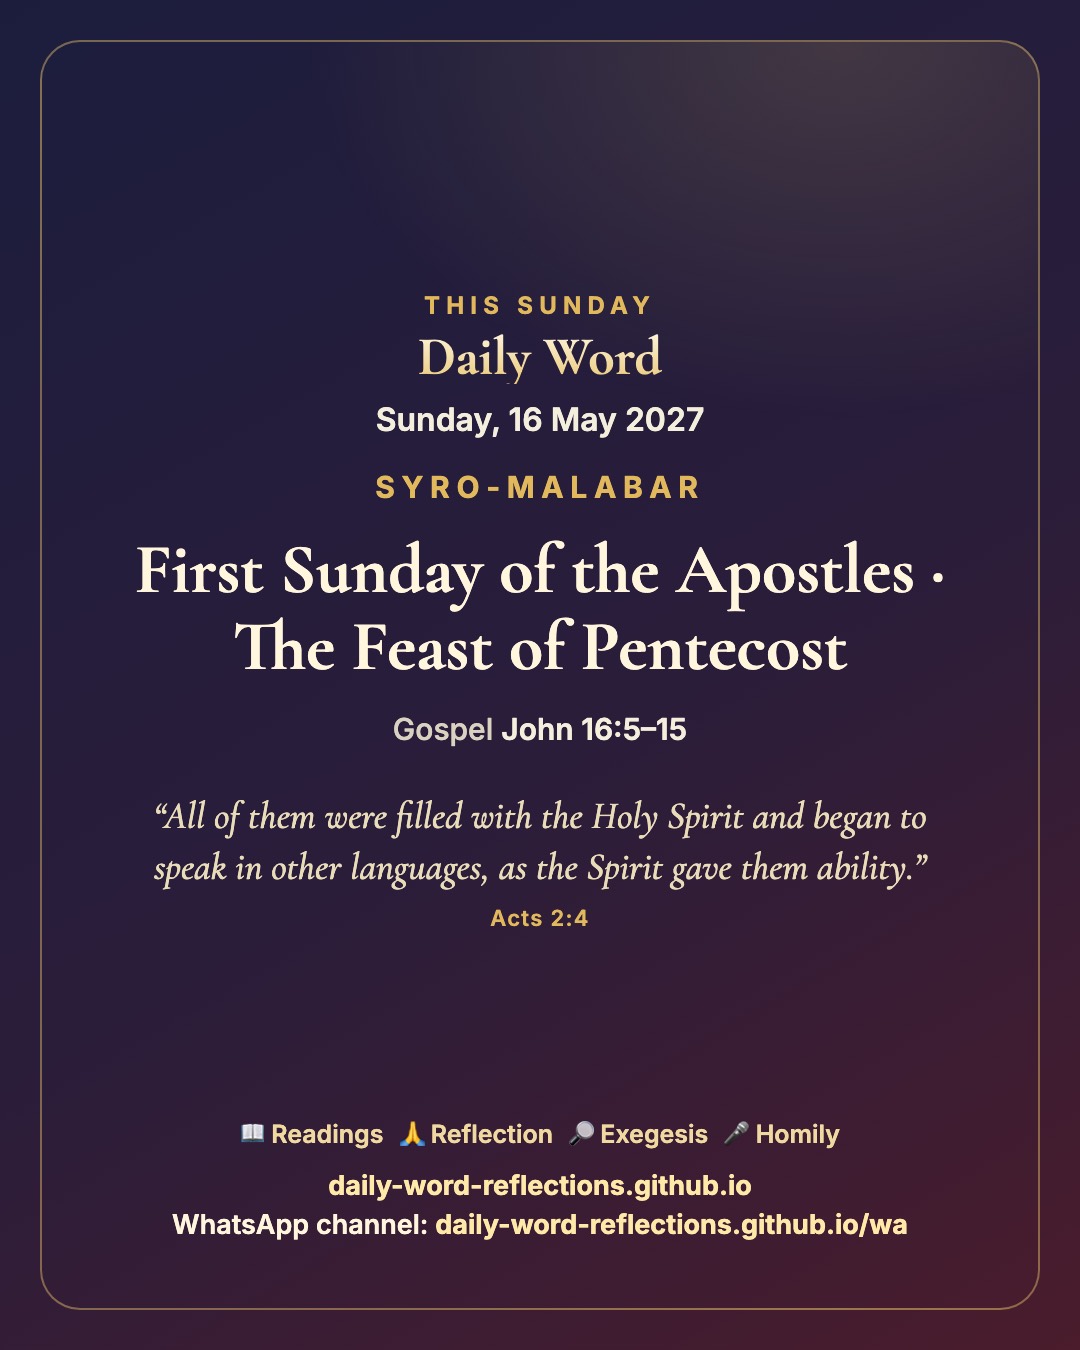 THIS SUNDAY
Daily Word
Sunday, 16 May 2027
SYRO-MALABAR
First Sunday of the Apostles ·
The Feast of Pentecost
Gospel John 16:5–15
“All of them were filled with the Holy Spirit and began to
speak in other languages, as the Spirit gave them ability.”
Acts 2:4
📖 Readings 🙏 Reflection 🔎 Exegesis 🎤 Homily
daily-word-reflections.github.io
WhatsApp channel: daily-word-reflections.github.io/wa